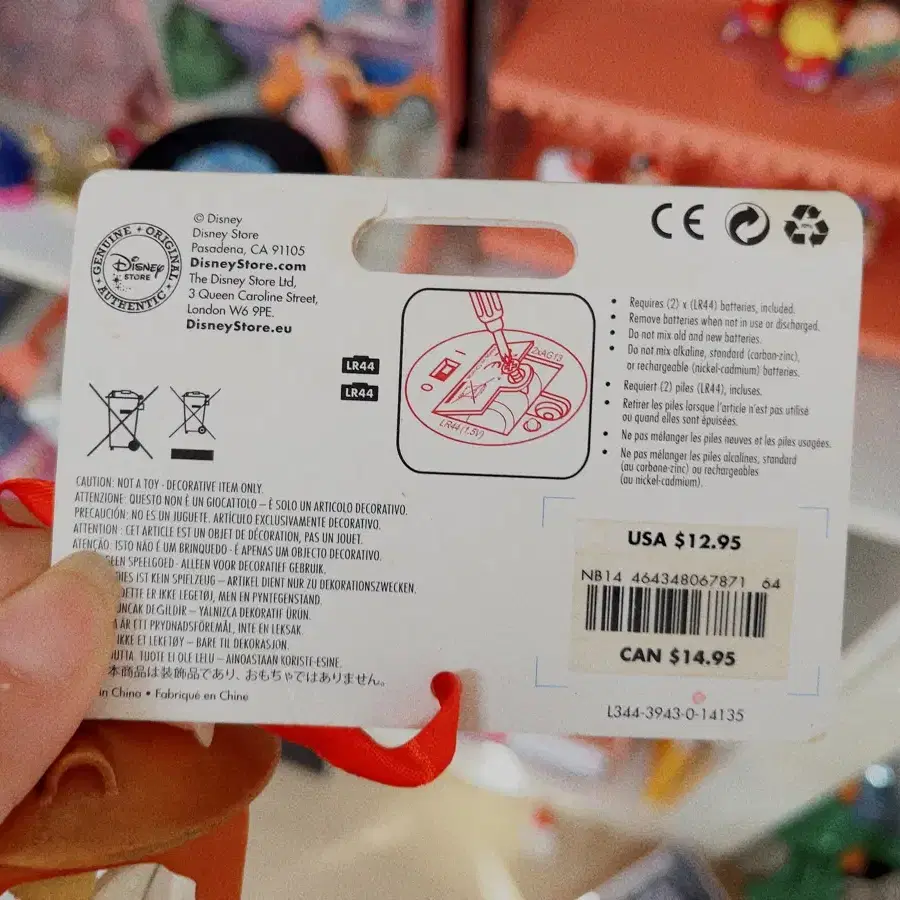 GENUINE • ORIGINAL • AUTHENTIC
Disney
STORE
© Disney
Disney Store
Pasadena, CA 91105
DisneyStore.com
The Disney Store Ltd,
3 Queen Caroline Street,
London W6 9PE.
DisneyStore.eu
CE
LR44
LR44
2xAG13
LR44 (1.5V)
• Requires (2) x (LR44) batteries, included.
• Remove batteries when not in use or discharged.
• Do not mix old and new batteries.
• Do not mix alkaline, standard (carbon-zinc),
or rechargeable (nickel-cadmium) batteries.
• Requiert (2) piles (LR44), incluses.
• Retirer les piles lorsque l'article n'est pas utilisé
ou quand elles sont épuisées.
• Ne pas mélanger les piles neuves et les piles usagées.
• Ne pas mélanger les piles alcalines, standard
(au carbone-zinc) ou rechargeables
(au nickel-cadmium).
CAUTION: NOT A TOY - DECORATIVE ITEM ONLY.
ATTENZIONE: QUESTO NON È UN GIOCATTOLO – È SOLO UN ARTICOLO DECORATIVO.
PRECAUCIÓN: NO ES UN JUGUETE. ARTÍCULO EXCLUSIVAMENTE DECORATIVO.
ATTENTION : CET ARTICLE EST UN OBJET DE DÉCORATION, PAS UN JOUET.
ATENÇÃO: ISTO NÃO É UM BRINQUEDO - É APENAS UM OBJECTO DECORATIVO.
GEEN SPEELGOED - ALLEEN VOOR DECORATIEF GEBRUIK.
DIES IST KEIN SPIELZEUG – ARTIKEL DIENT NUR ZU DEKORATIONSZWECKEN.
DETTE ER IKKE LEGETØJ, MEN EN PYNTEGENSTAND.
OYUNCAK DEĞİLDİR – YALNIZCA DEKORATİF ÜRÜN.
ÄR ETT PRYDNADSFÖREMÅL, INTE EN LEKSAK.
IKKE ET LEKETØY – BARE TIL DEKORASJON.
TUOTE EI OLE LELU – AINOASTAAN KORISTE-ESINE.
本商品は装飾品であり、おもちゃではありません。
in China • Fabriqué en Chine
USA $12.95
NB14 464348067871 64
CAN $14.95
L344-3943-0-14135